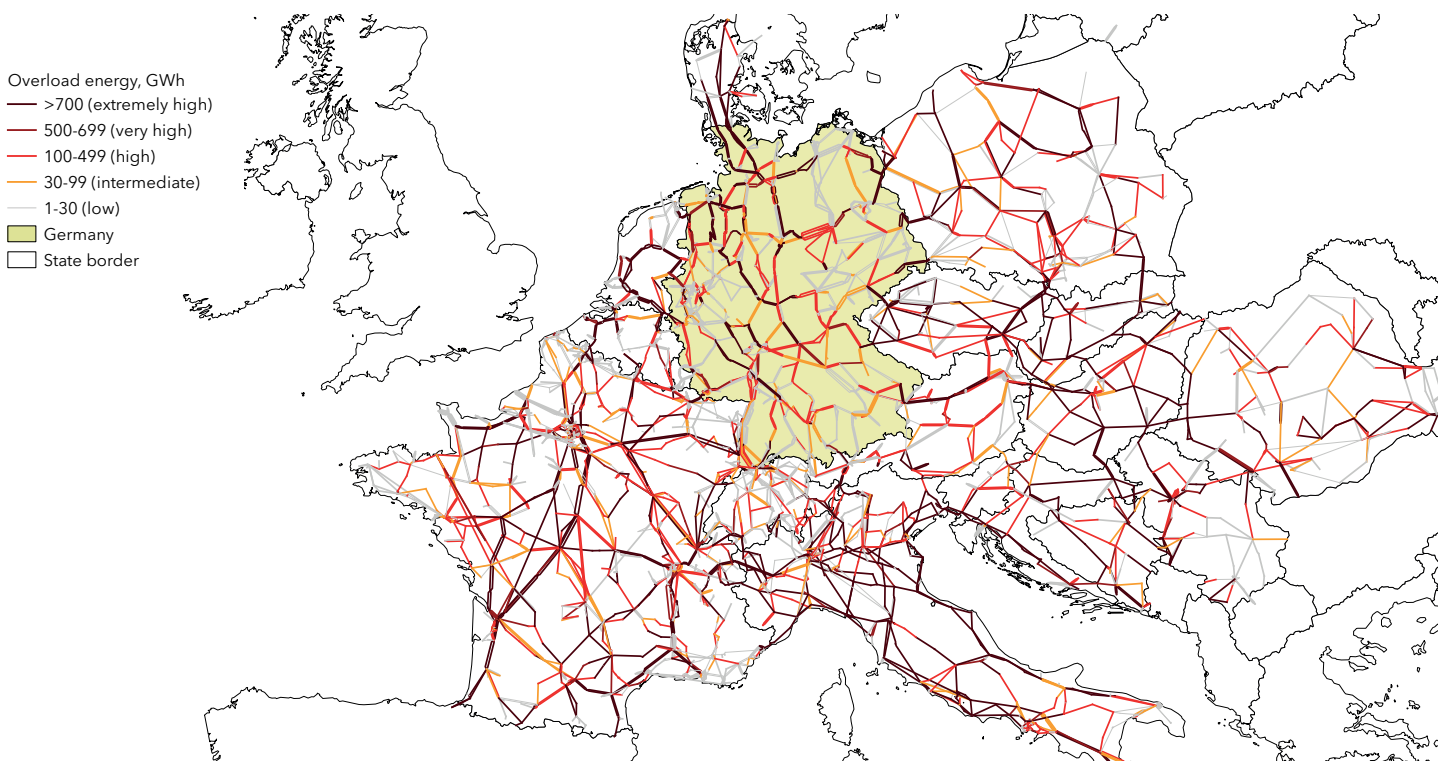 Overload energy, GWh
>700 (extremely high)
500-699 (very high)
100-499 (high)
30-99 (intermediate)
1-30 (low)
Germany
State border